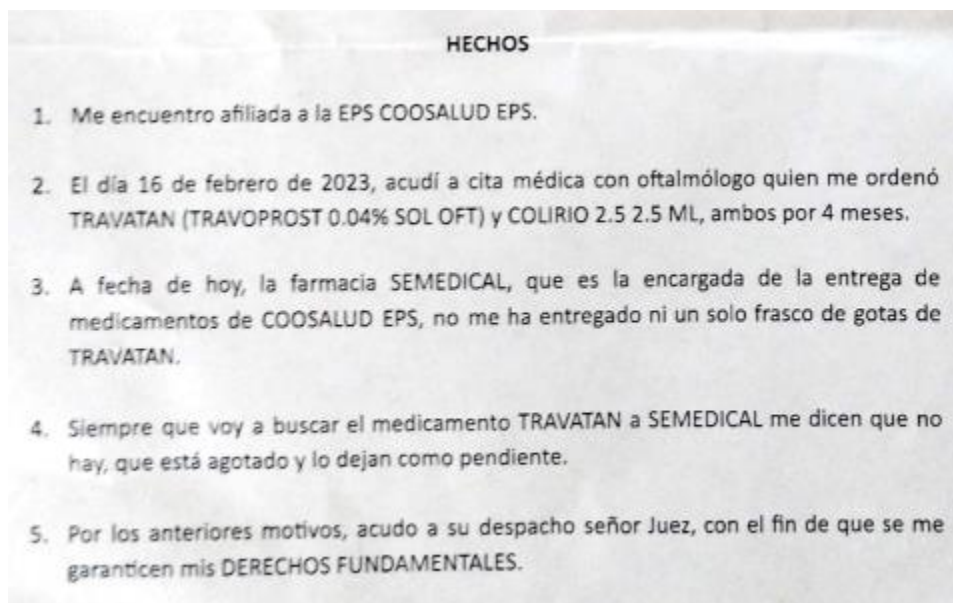 HECHOS
1. Me encuentro afiliada a la EPS COOSALUD EPS.
2. El día 16 de febrero de 2023, acudí a cita médica con oftalmólogo quien me ordenó
TRAVATAN (TRAVOPROST 0.04% SOL OFT) y COLIRIO 2.5 2.5 ML, ambos por 4 meses.
3. A fecha de hoy, la farmacia SEMEDICAL, que es la encargada de la entrega de
medicamentos de COOSALUD EPS, no me ha entregado ni un solo frasco de gotas de
TRAVATAN.
4. Siempre que voy a buscar el medicamento TRAVATAN a SEMEDICAL me dicen que no
hay, que está agotado y lo dejan como pendiente.
5. Por los anteriores motivos, acudo a su despacho señor Juez, con el fin de que se me
garanticen mis DERECHOS FUNDAMENTALES.